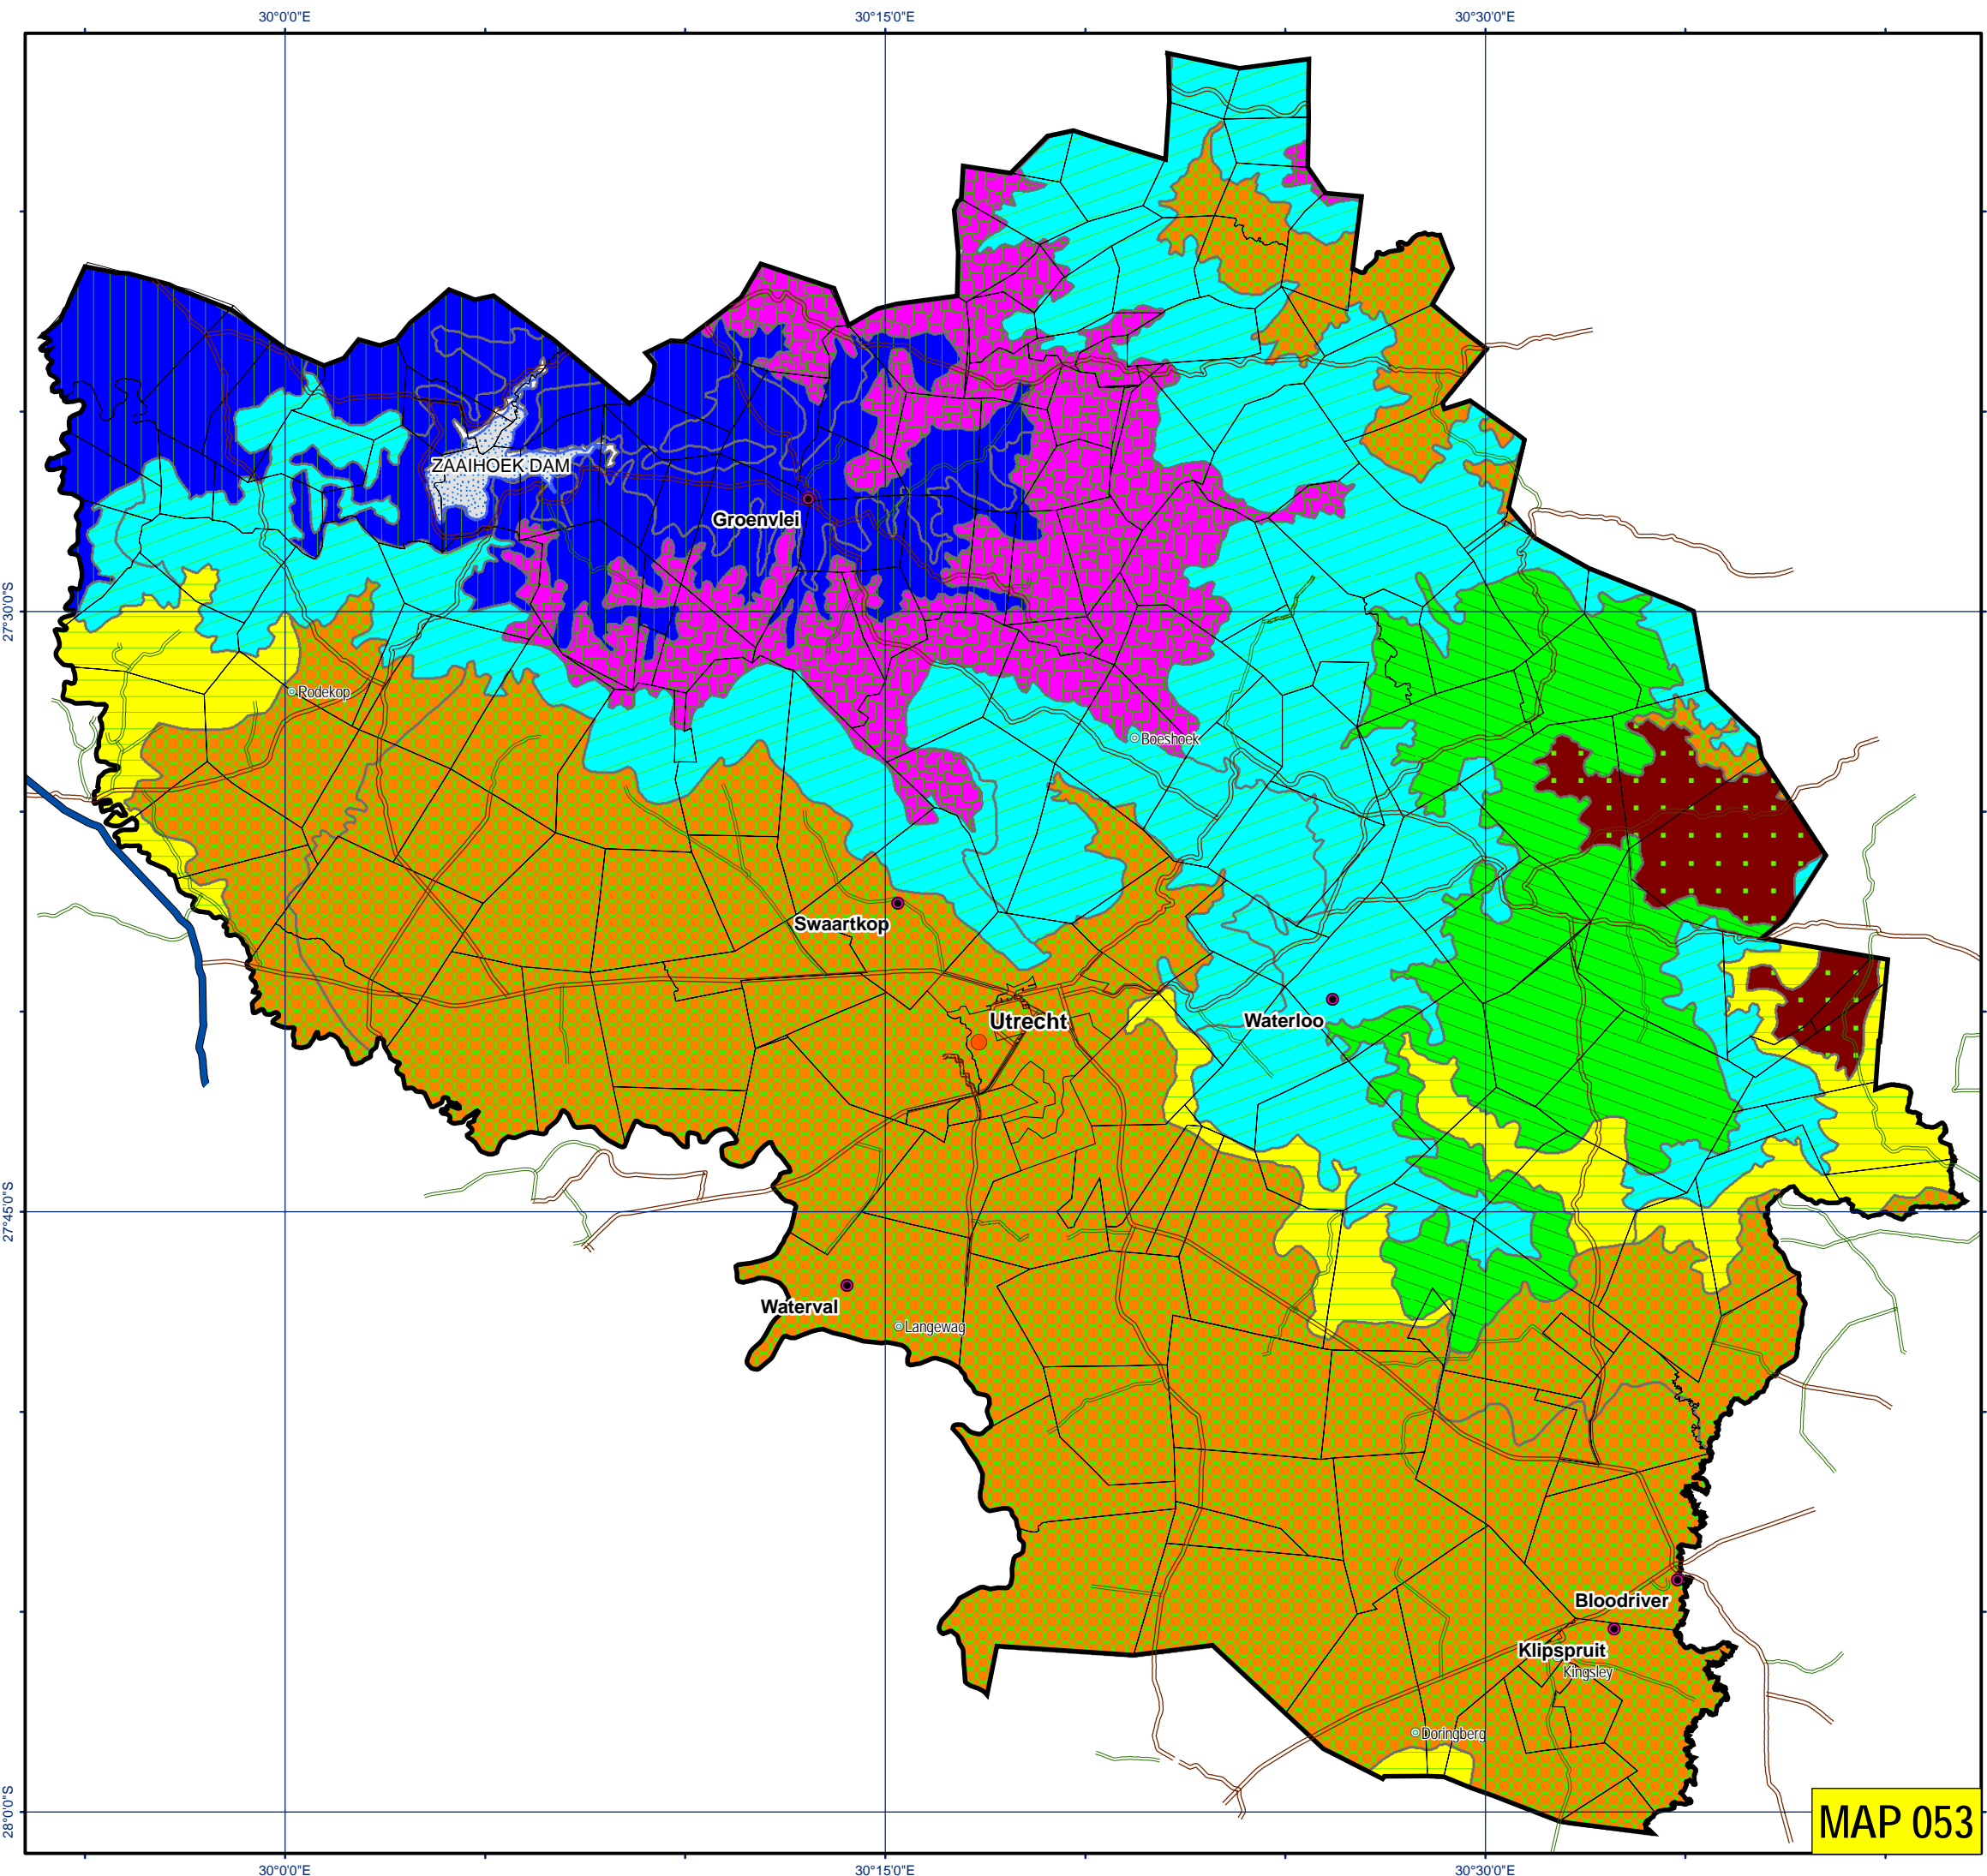 30°0'0"E
30°15'0"E
30°30'0"E
ZAAIHOEK DAM
Groenvlei
27°30'0"S
Rodekop
Boeshoek
Swaartkop
Utrecht
Waterloo
27°45'0"S
Waterval
Langewag
Bloodriver
Klipspruit
Kingsley
Doringberg
28°0'0"S
MAP 053
30°0'0"E
30°15'0"E
30°30'0"E